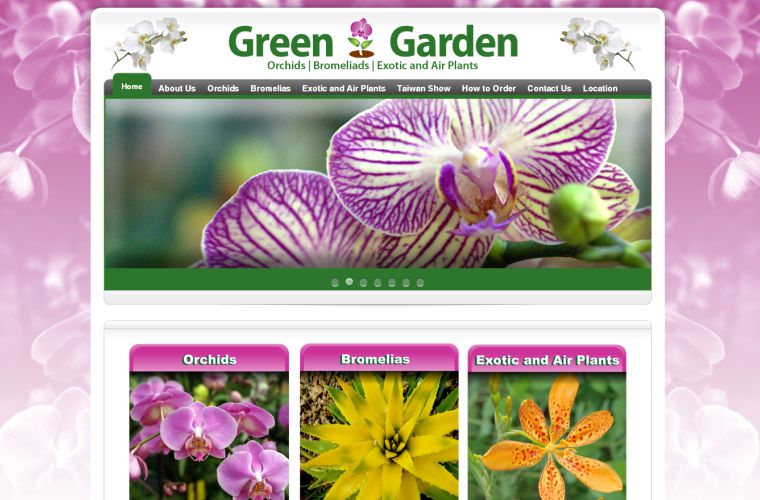 Green Garden
Orchids | Bromeliads | Exotic and Air Plants
Home About Us Orchids Bromelias Exotic and Air Plants Taiwan Show How to Order Contact Us Location
Orchids Bromelias Exotic and Air Plants